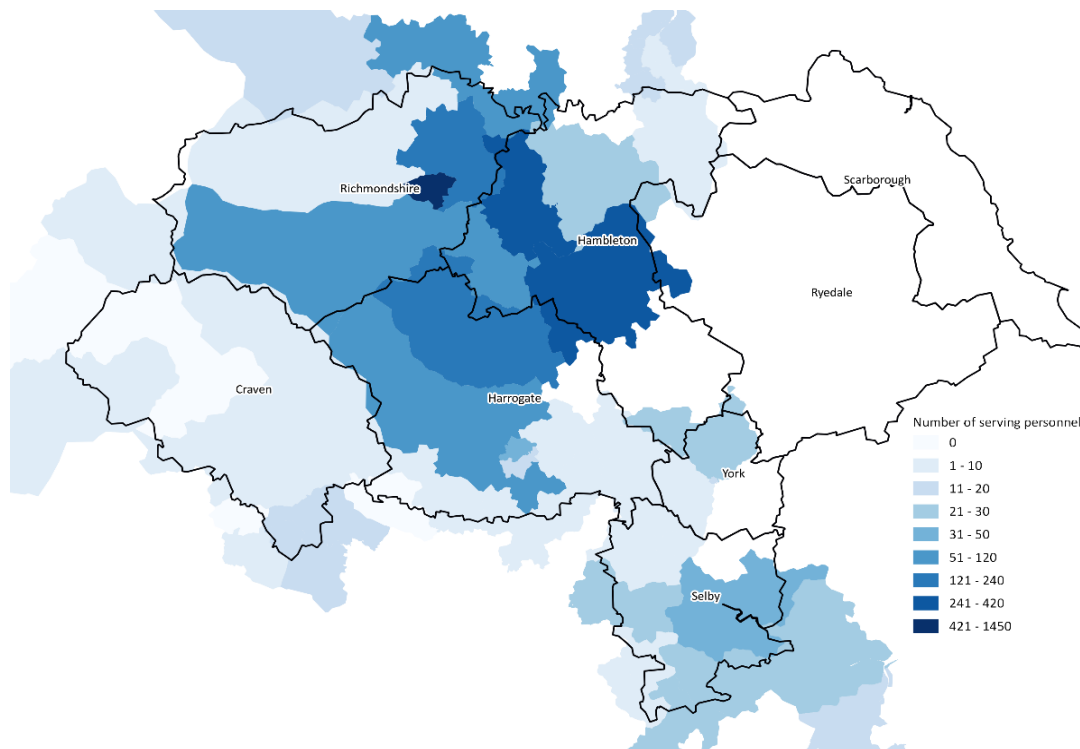 Scarborough
Richmondshire
Hambleton
Ryedale
Craven
Harrogate
Number of serving personnel
0
York
1 - 10
11 - 20
21 - 30
31 - 50
51 - 120
121 - 240
Selby
241 - 420
421 - 1450